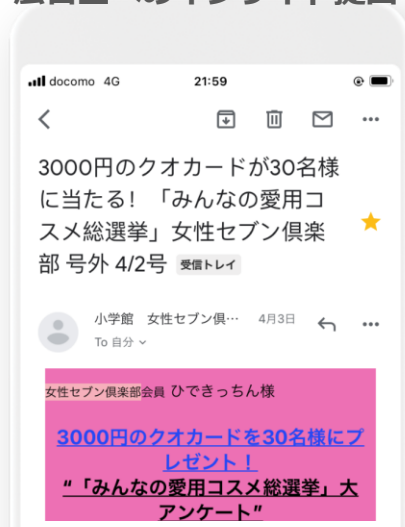 docomo 4G 21:59
3000円のクオカードが30名様
に当たる！「みんなの愛用コ
スメ総選挙」女性セブン倶楽
部 号外 4/2号 受信トレイ
小学館 女性セブン倶… 4月3日
To 自分
女性セブン倶楽部会員 ひできっちん様
3000円のクオカードを30名様にプ
レゼント！
“「みんなの愛用コスメ総選挙」大
アンケート”